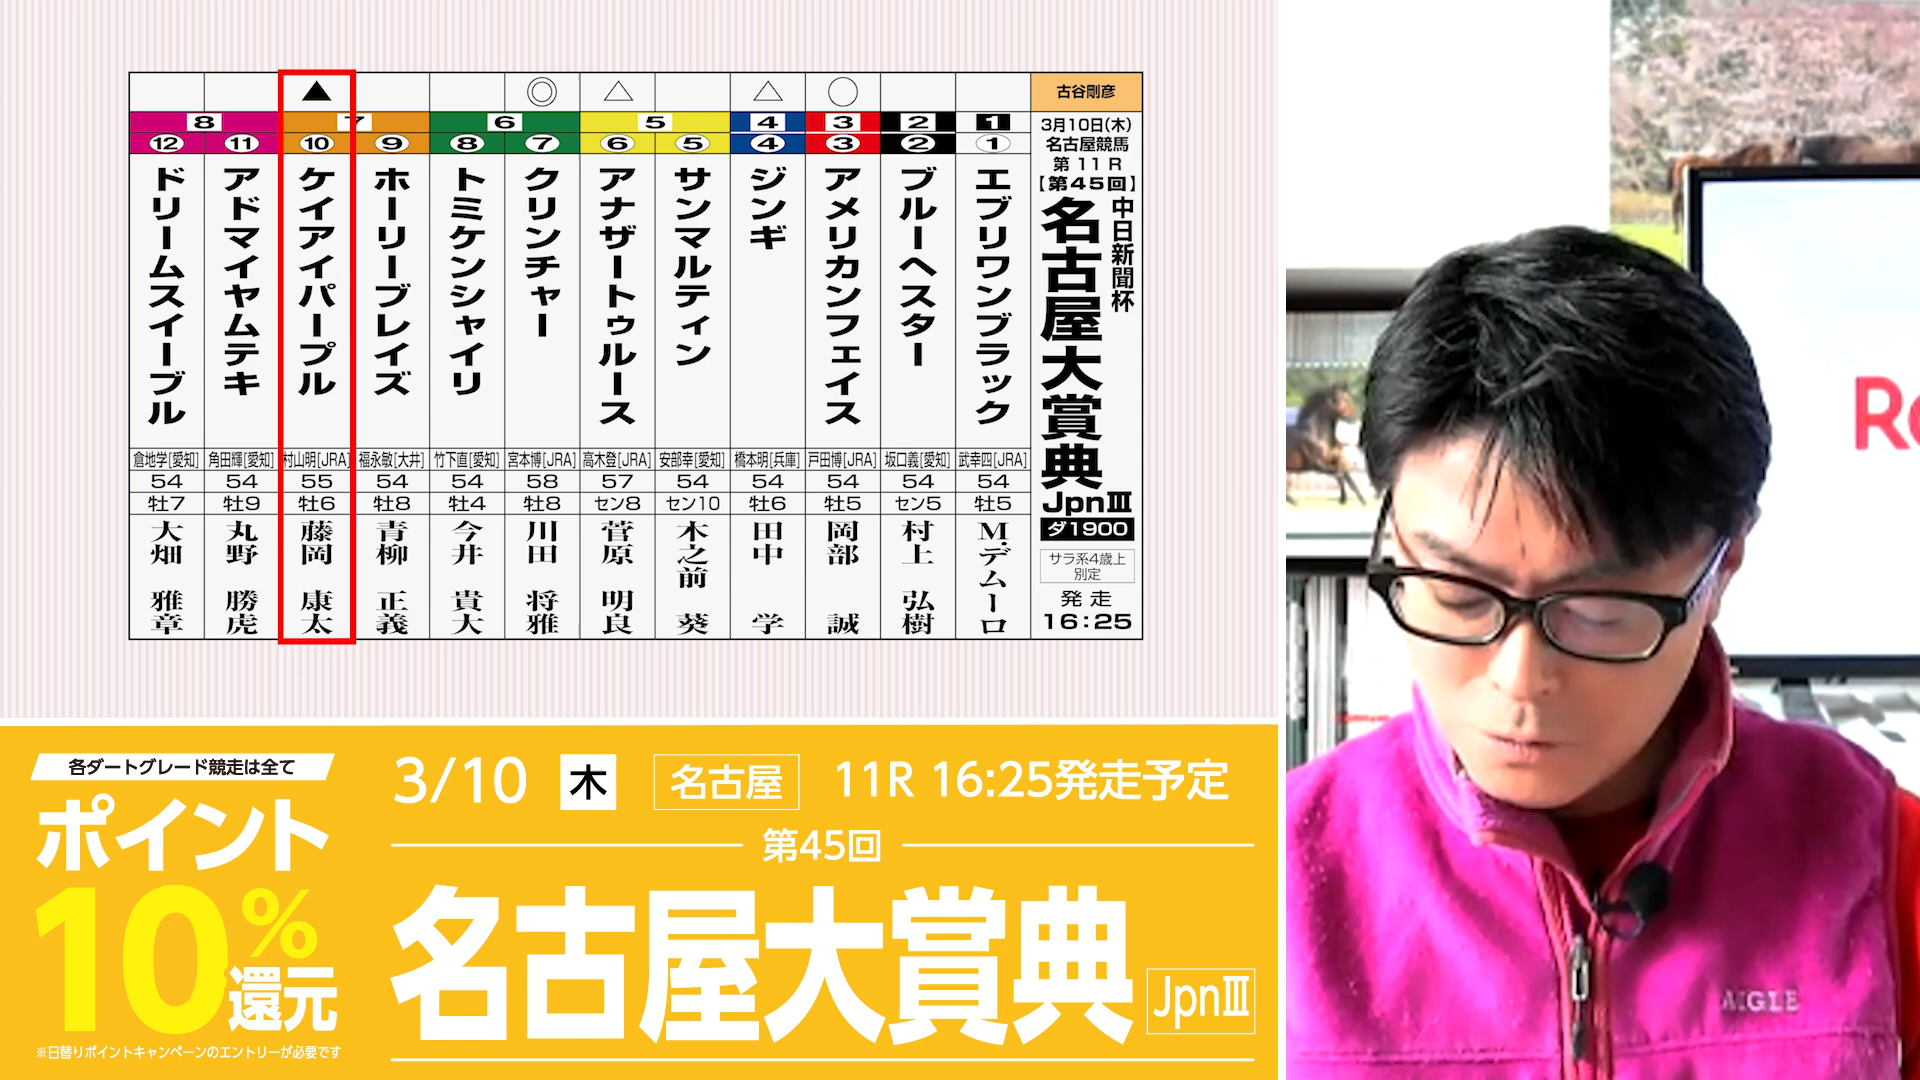 古谷剛彦
3月10日(木)
名古屋競馬
第11R
【第45回】
中日新聞杯
名古屋大賞典
JpnⅢ
ダ1900
サラ系4歳上
別定
発走
16:25
1
①
エブリワンブラック
武幸四[JRA]
54
牡5
M.デムーロ
2
②
ブルーヘスター
坂口義[愛知]
54
セン5
村上 弘樹
○
3
③
アメリカンフェイス
戸田博[JRA]
54
牡5
岡部 誠
△
4
④
ジンギ
橋本明[兵庫]
54
牡6
田中 学
5
⑤
サンマルティン
安部幸[愛知]
54
セン10
木之前 葵
△
⑥
アナザートゥルース
高木登[JRA]
57
セン8
菅原 明良
◎
6
⑦
クリンチャー
宮本博[JRA]
58
牡8
川田 将雅
⑧
トミケンシャイリ
竹下直[愛知]
54
牡4
今井 貴大
7
⑨
ホーリーブレイズ
福永敏[大井]
54
牡8
青柳 正義
▲
⑩
ケイアイパープル
村山明[JRA]
55
牡6
藤岡 康太
8
⑪
アドマイヤムテキ
角田輝[愛知]
54
牡9
丸野 勝虎
⑫
ドリームスイーブル
倉地学[愛知]
54
牡7
大畑 雅章
各ダートグレード競走は全て
ポイント
10%
還元
※日替りポイントキャンペーンのエントリーが必要です
3/10 木 名古屋 11R 16:25発走予定
第45回
名古屋大賞典 JpnⅢ
AIGLE